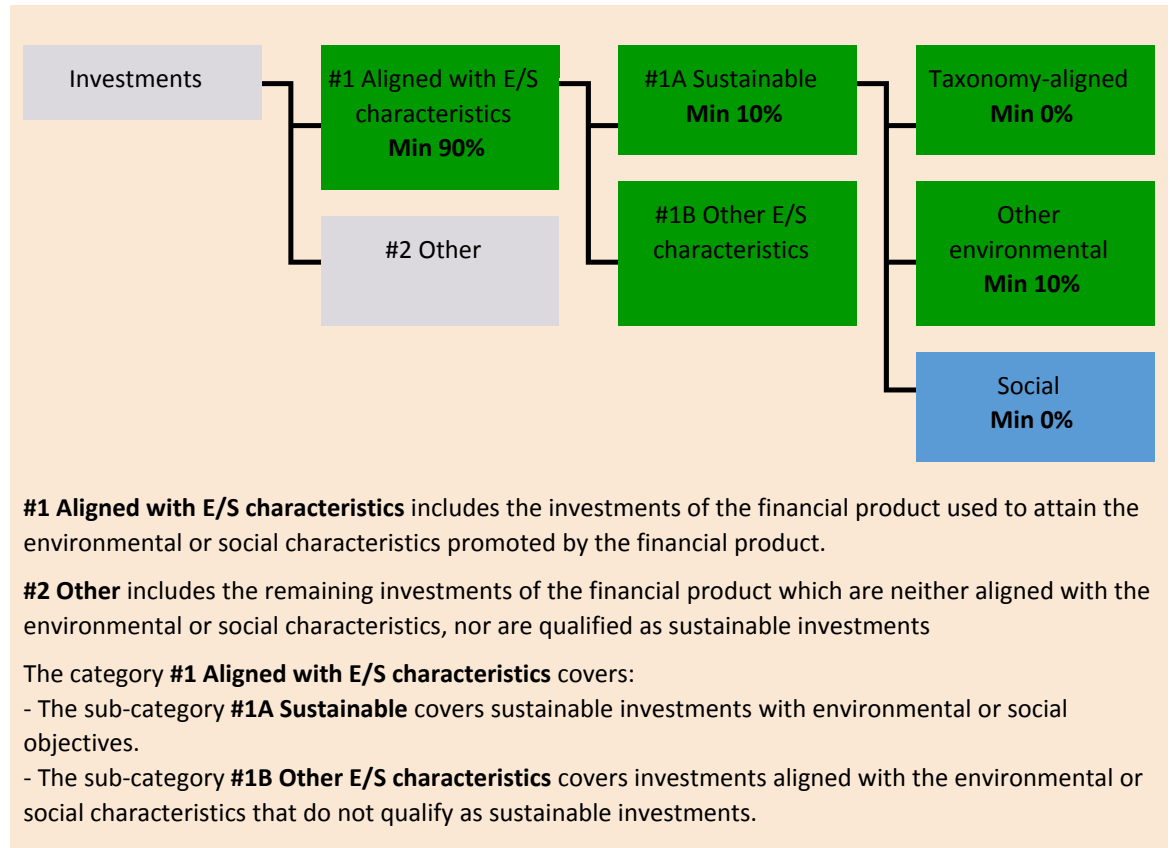 Investments
#1 Aligned with E/S
characteristics
Min 90%
#2 Other
#1A Sustainable
Min 10%
#1B Other E/S
characteristics
Taxonomy-aligned
Min 0%
Other
environmental
Min 10%
Social
Min 0%
#1 Aligned with E/S characteristics includes the investments of the financial product used to attain the
environmental or social characteristics promoted by the financial product.
#2 Other includes the remaining investments of the financial product which are neither aligned with the
environmental or social characteristics, nor are qualified as sustainable investments
The category #1 Aligned with E/S characteristics covers:
- The sub-category #1A Sustainable covers sustainable investments with environmental or social
objectives.
- The sub-category #1B Other E/S characteristics covers investments aligned with the environmental or
social characteristics that do not qualify as sustainable investments.